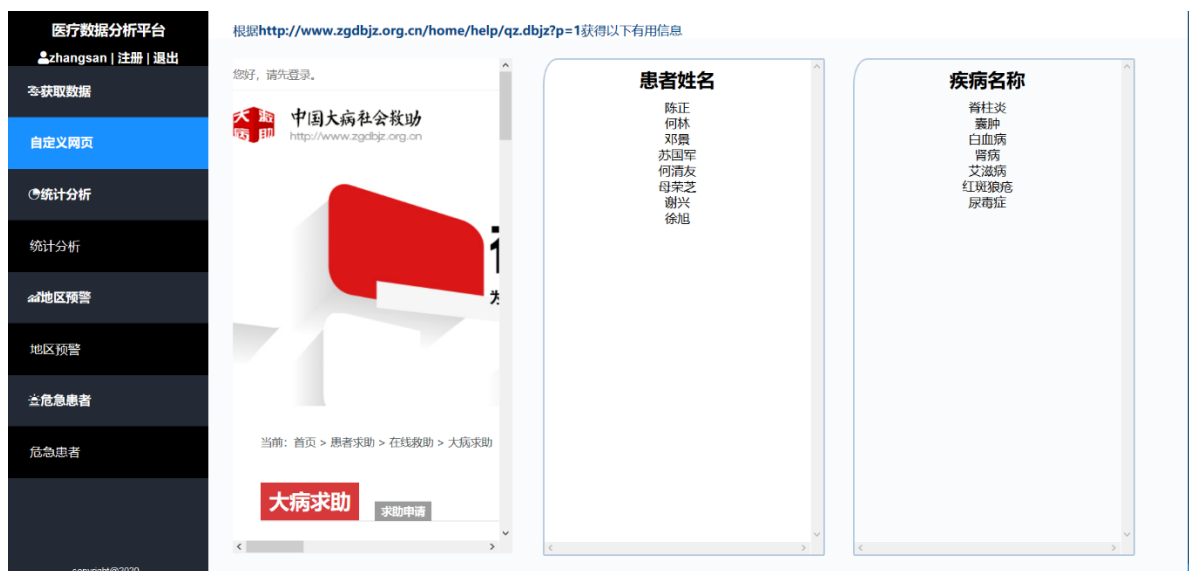 医疗数据分析平台
zhangsan | 注册 | 退出
获取数据
自定义网页
统计分析
统计分析
地区预警
地区预警
危急患者
危急患者
copyright@2020
根据http://www.zgdbjz.org.cn/home/help/qz.dbjz?p=1获得以下有用信息
您好，请先登录。
大病救助
中国大病社会救助
http://www.zgdbjz.org.cn
当前：首页 > 患者求助 > 在线救助 > 大病求助
大病求助
求助申请
患者姓名
陈正
何林
邓景
苏国军
何清友
母荣芝
谢兴
徐旭
疾病名称
脊柱炎
囊肿
白血病
肾病
艾滋病
红斑狼疮
尿毒症